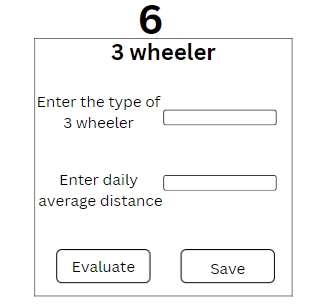 6
3 wheeler
Enter the type of
3 wheeler
Enter daily
average distance
Evaluate
Save